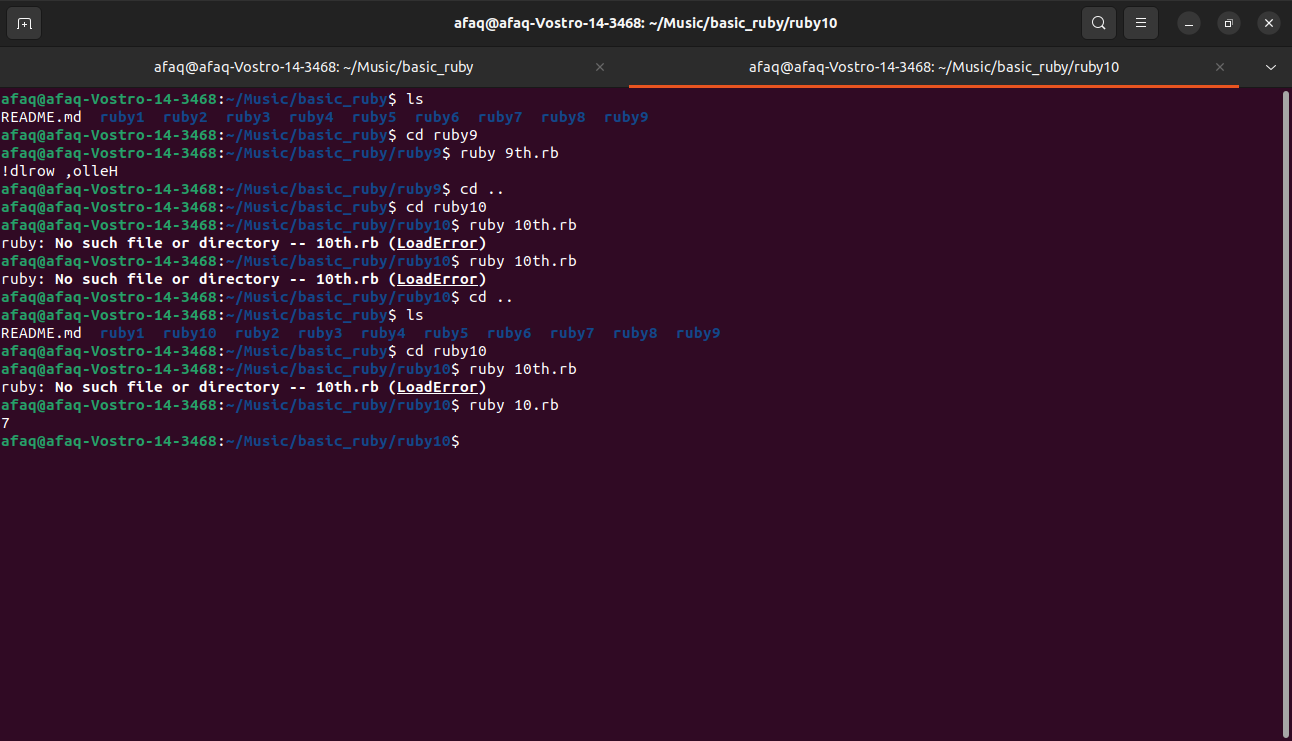 afaq@afaq-Vostro-14-3468: ~/Music/basic_ruby/ruby10
afaq@afaq-Vostro-14-3468: ~/Music/basic_ruby
afaq@afaq-Vostro-14-3468: ~/Music/basic_ruby/ruby10
afaq@afaq-Vostro-14-3468:~/Music/basic_ruby$ ls
README.md  ruby1  ruby2  ruby3  ruby4  ruby5  ruby6  ruby7  ruby8  ruby9
afaq@afaq-Vostro-14-3468:~/Music/basic_ruby$ cd ruby9
afaq@afaq-Vostro-14-3468:~/Music/basic_ruby/ruby9$ ruby 9th.rb
!dlrow ,olleH
afaq@afaq-Vostro-14-3468:~/Music/basic_ruby/ruby9$ cd ..
afaq@afaq-Vostro-14-3468:~/Music/basic_ruby$ cd ruby10
afaq@afaq-Vostro-14-3468:~/Music/basic_ruby/ruby10$ ruby 10th.rb
ruby: No such file or directory -- 10th.rb (LoadError)
afaq@afaq-Vostro-14-3468:~/Music/basic_ruby/ruby10$ ruby 10th.rb
ruby: No such file or directory -- 10th.rb (LoadError)
afaq@afaq-Vostro-14-3468:~/Music/basic_ruby/ruby10$ cd ..
afaq@afaq-Vostro-14-3468:~/Music/basic_ruby$ ls
README.md  ruby1  ruby10  ruby2  ruby3  ruby4  ruby5  ruby6  ruby7  ruby8  ruby9
afaq@afaq-Vostro-14-3468:~/Music/basic_ruby$ cd ruby10
afaq@afaq-Vostro-14-3468:~/Music/basic_ruby/ruby10$ ruby 10th.rb
ruby: No such file or directory -- 10th.rb (LoadError)
afaq@afaq-Vostro-14-3468:~/Music/basic_ruby/ruby10$ ruby 10.rb
7
afaq@afaq-Vostro-14-3468:~/Music/basic_ruby/ruby10$